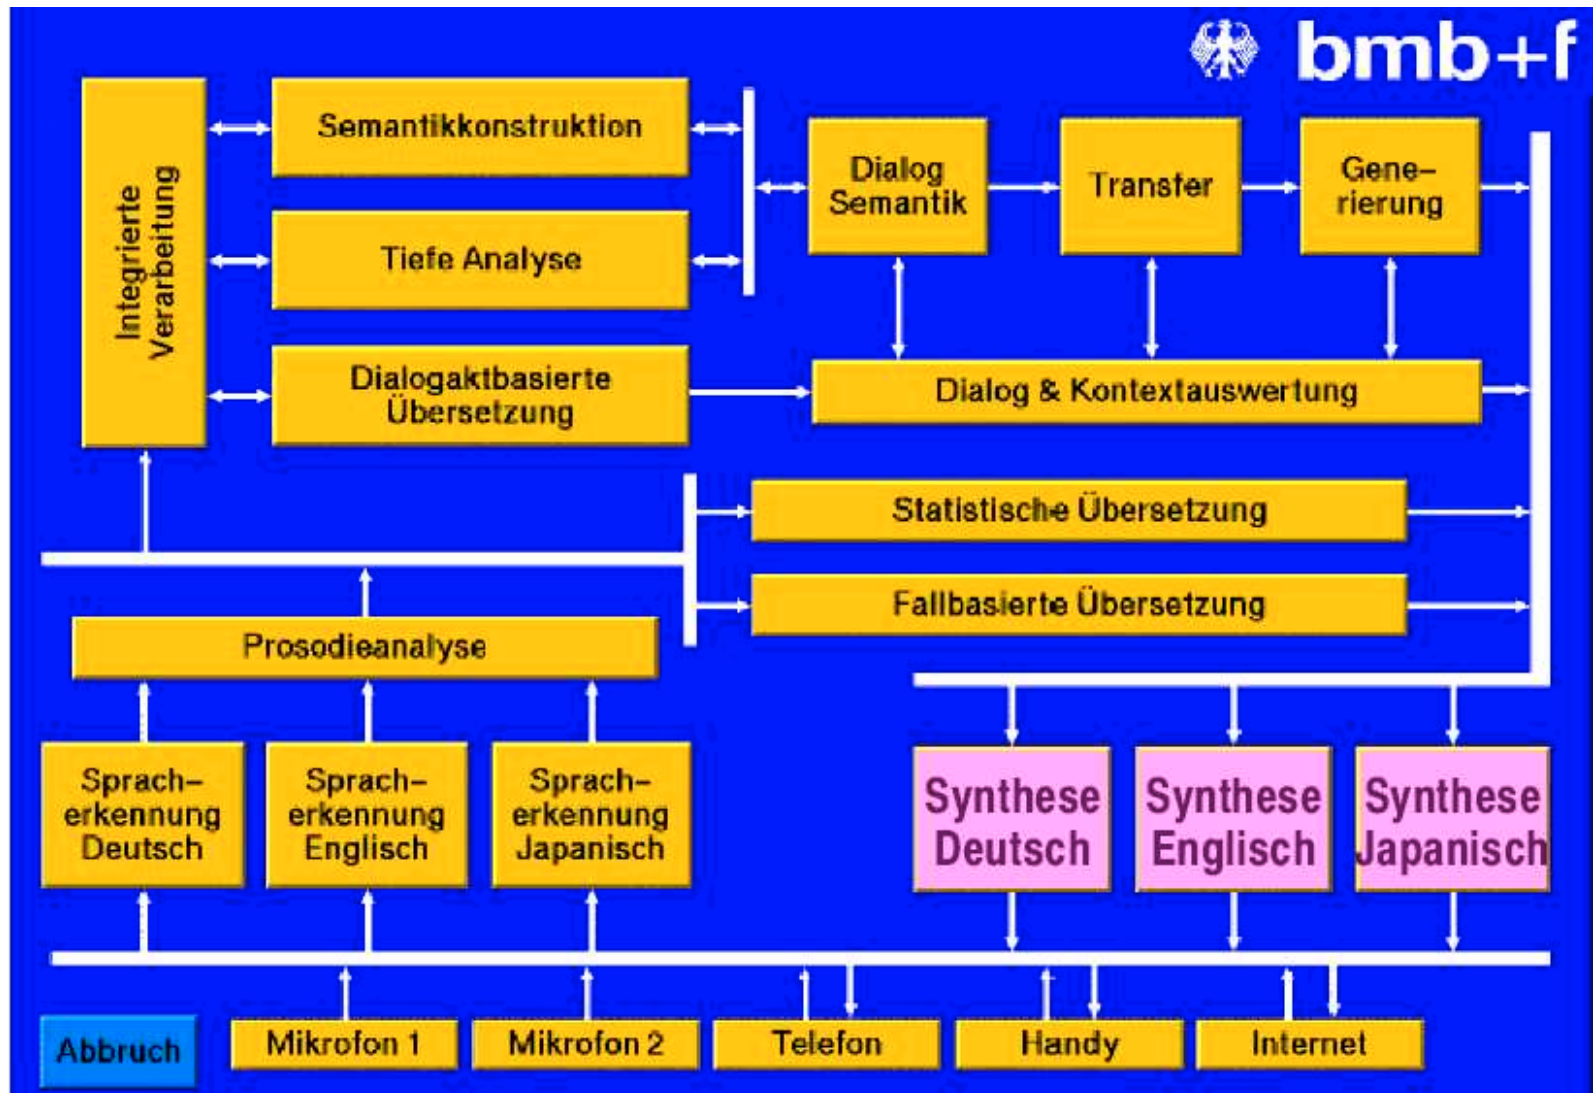 bmb+f
Integrierte
Verarbeitung
Semantikkonstruktion
Tiefe Analyse
Dialogaktbasierte
Übersetzung
Dialog
Semantik
Transfer
Gene–
rierung
Dialog & Kontextauswertung
Statistische Übersetzung
Fallbasierte Übersetzung
Prosodieanalyse
Sprach–
erkennung
Deutsch
Sprach–
erkennung
Englisch
Sprach–
erkennung
Japanisch
Synthese
Deutsch
Synthese
Englisch
Synthese
Japanisch
Abbruch
Mikrofon 1
Mikrofon 2
Telefon
Handy
Internet